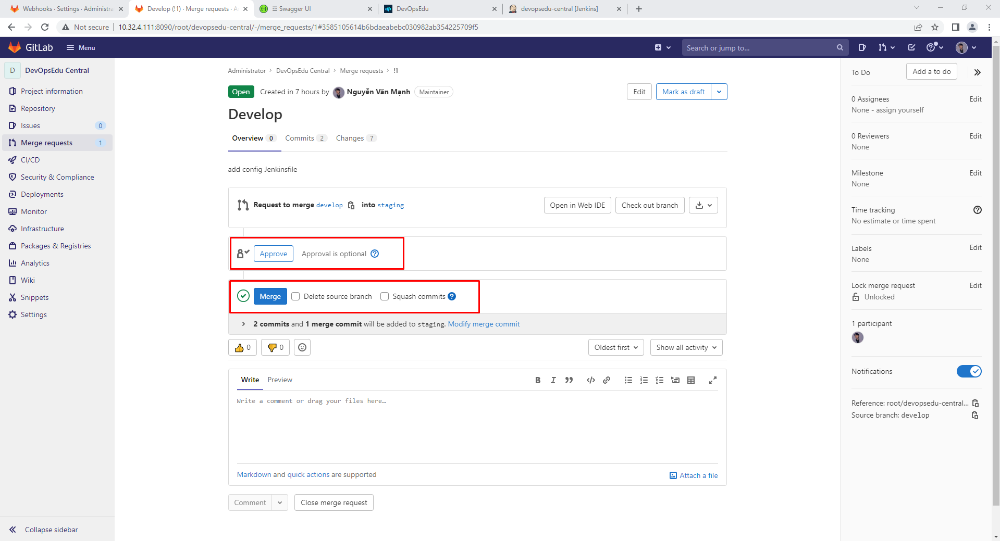 Webhooks · Settings · Administra
Develop (!1) · Merge requests · A
Swagger UI
DevOpsEdu
devopsedu-central [Jenkins]
Not secure
10.32.4.111:8090/root/devopsedu-central/-/merge_requests/1#3585105614b6bdaeabebc030982ab354225709f5
GitLab
Menu
Search or jump to...
D
DevOpsEdu Central
Project information
Repository
Issues 0
Merge requests 1
CI/CD
Security & Compliance
Deployments
Monitor
Infrastructure
Packages & Registries
Analytics
Wiki
Snippets
Settings
Collapse sidebar
Administrator > DevOpsEdu Central > Merge requests > !1
Open Created in 7 hours by Nguyễn Văn Mạnh Maintainer
Edit
Mark as draft
Develop
Overview 0
Commits 2
Changes 7
add config Jenkinsfile
Request to merge develop into staging
Open in Web IDE
Check out branch
Approve
Approval is optional
Merge
Delete source branch
Squash commits
2 commits and 1 merge commit will be added to staging. Modify merge commit
0
0
Oldest first
Show all activity
Write
Preview
Write a comment or drag your files here…
Markdown and quick actions are supported
Attach a file
Comment
Close merge request
To Do
Add a to do
0 Assignees
Edit
None - assign yourself
0 Reviewers
Edit
None
Milestone
Edit
None
Time tracking
No estimate or time spent
Labels
Edit
None
Lock merge request
Edit
Unlocked
1 participant
Notifications
Reference: root/devopsedu-central...
Source branch: develop